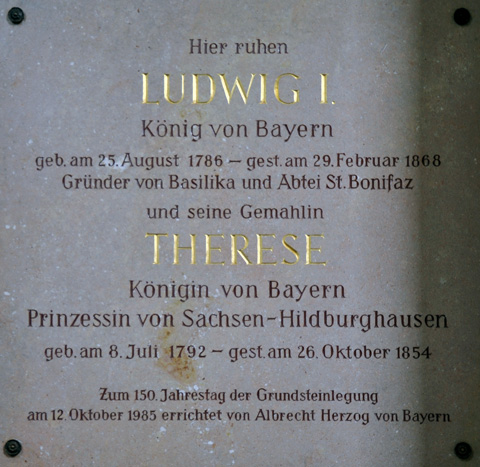 Hier ruhen
LUDWIG I.
König von Bayern
geb. am 25. August 1786 – gest. am 29. Februar 1868
Gründer von Basilika und Abtei St. Bonifaz
und seine Gemahlin
THERESE
Königin von Bayern
Prinzessin von Sachsen-Hildburghausen
geb. am 8. Juli 1792 – gest. am 26. Oktober 1854
Zum 150. Jahrestag der Grundsteinlegung
am 12. Oktober 1985 errichtet von Albrecht Herzog von Bayern